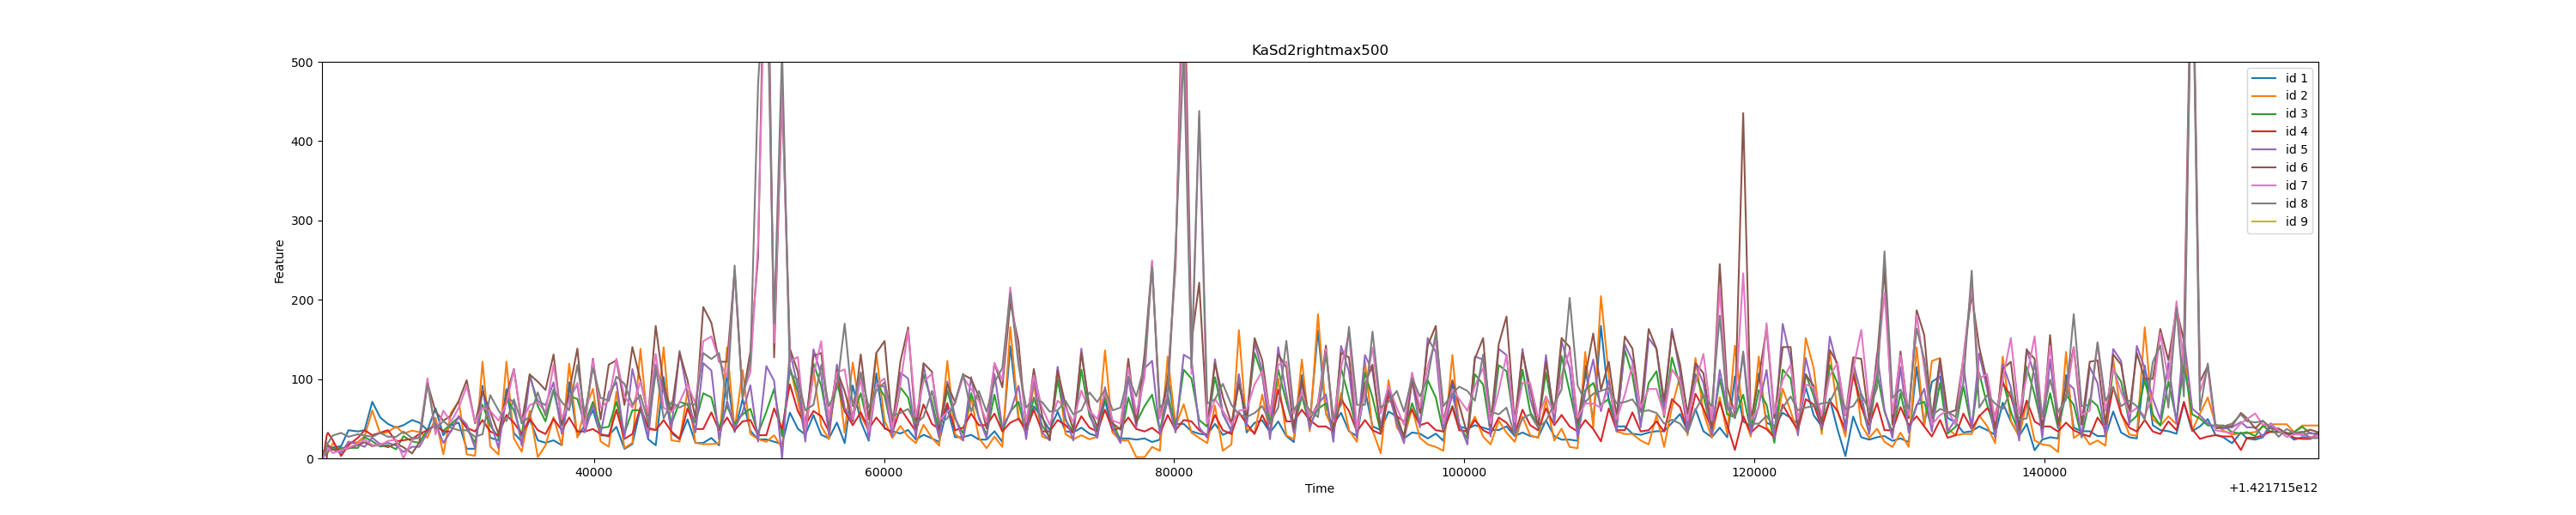 KaSd2rightmax500
500
400
300
200
100
0
Feature
40000 60000 80000 100000 120000 140000
Time
+1.421715e12
id 1
id 2
id 3
id 4
id 5
id 6
id 7
id 8
id 9